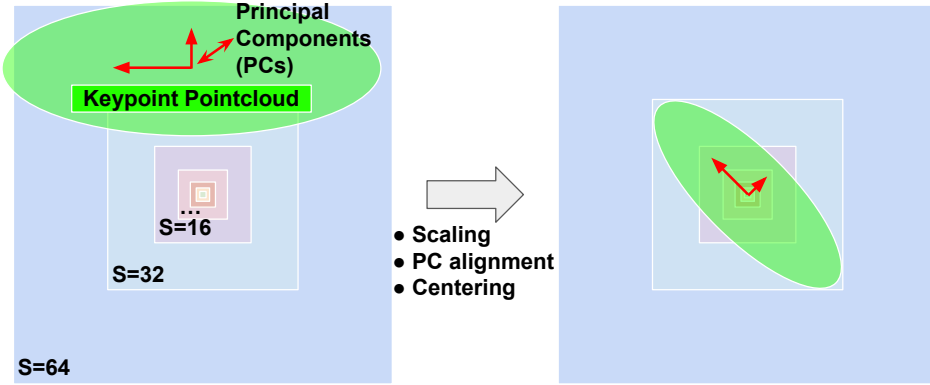 Principal
Components
(PCs)
Keypoint Pointcloud
...
S=16
S=32
S=64
● Scaling
● PC alignment
● Centering